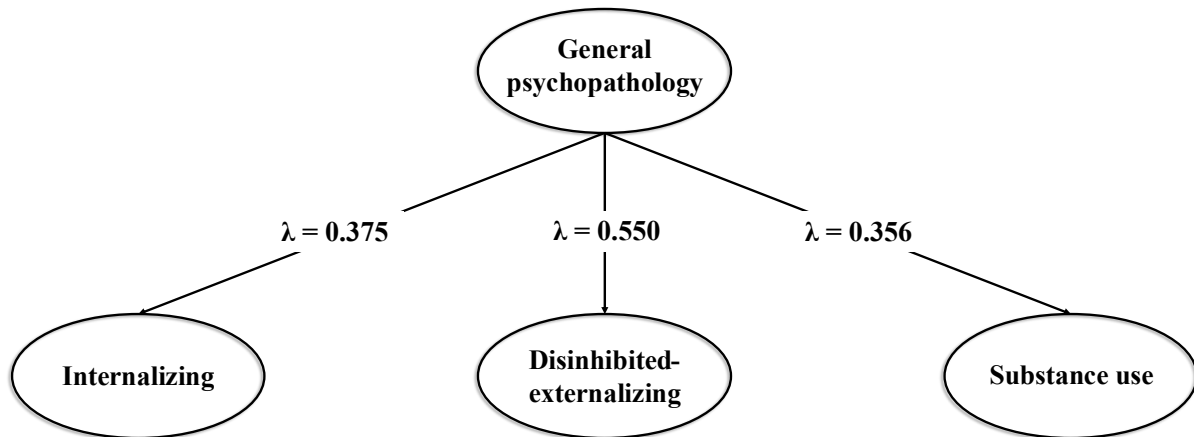 General
psychopathology
λ = 0.375
λ = 0.550
λ = 0.356
Internalizing
Disinhibited-
externalizing
Substance use